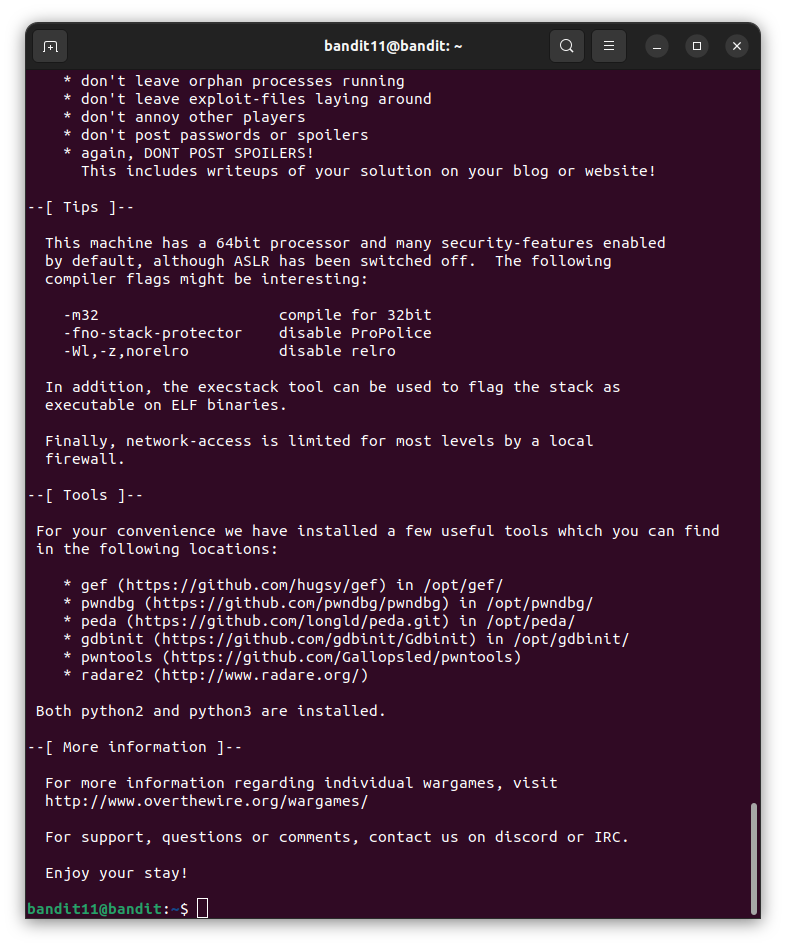 bandit11@bandit: ~
* don't leave orphan processes running
* don't leave exploit-files laying around
* don't annoy other players
* don't post passwords or spoilers
* again, DONT POST SPOILERS!
This includes writeups of your solution on your blog or website!
--[ Tips ]--
This machine has a 64bit processor and many security-features enabled
by default, although ASLR has been switched off.  The following
compiler flags might be interesting:
-m32                    compile for 32bit
-fno-stack-protector    disable ProPolice
-Wl,-z,norelro          disable relro
In addition, the execstack tool can be used to flag the stack as
executable on ELF binaries.
Finally, network-access is limited for most levels by a local
firewall.
--[ Tools ]--
For your convenience we have installed a few useful tools which you can find
in the following locations:
* gef (https://github.com/hugsy/gef) in /opt/gef/
* pwndbg (https://github.com/pwndbg/pwndbg) in /opt/pwndbg/
* peda (https://github.com/longld/peda.git) in /opt/peda/
* gdbinit (https://github.com/gdbinit/Gdbinit) in /opt/gdbinit/
* pwntools (https://github.com/Gallopsled/pwntools)
* radare2 (http://www.radare.org/)
Both python2 and python3 are installed.
--[ More information ]--
For more information regarding individual wargames, visit
http://www.overthewire.org/wargames/
For support, questions or comments, contact us on discord or IRC.
Enjoy your stay!
bandit11@bandit:~$